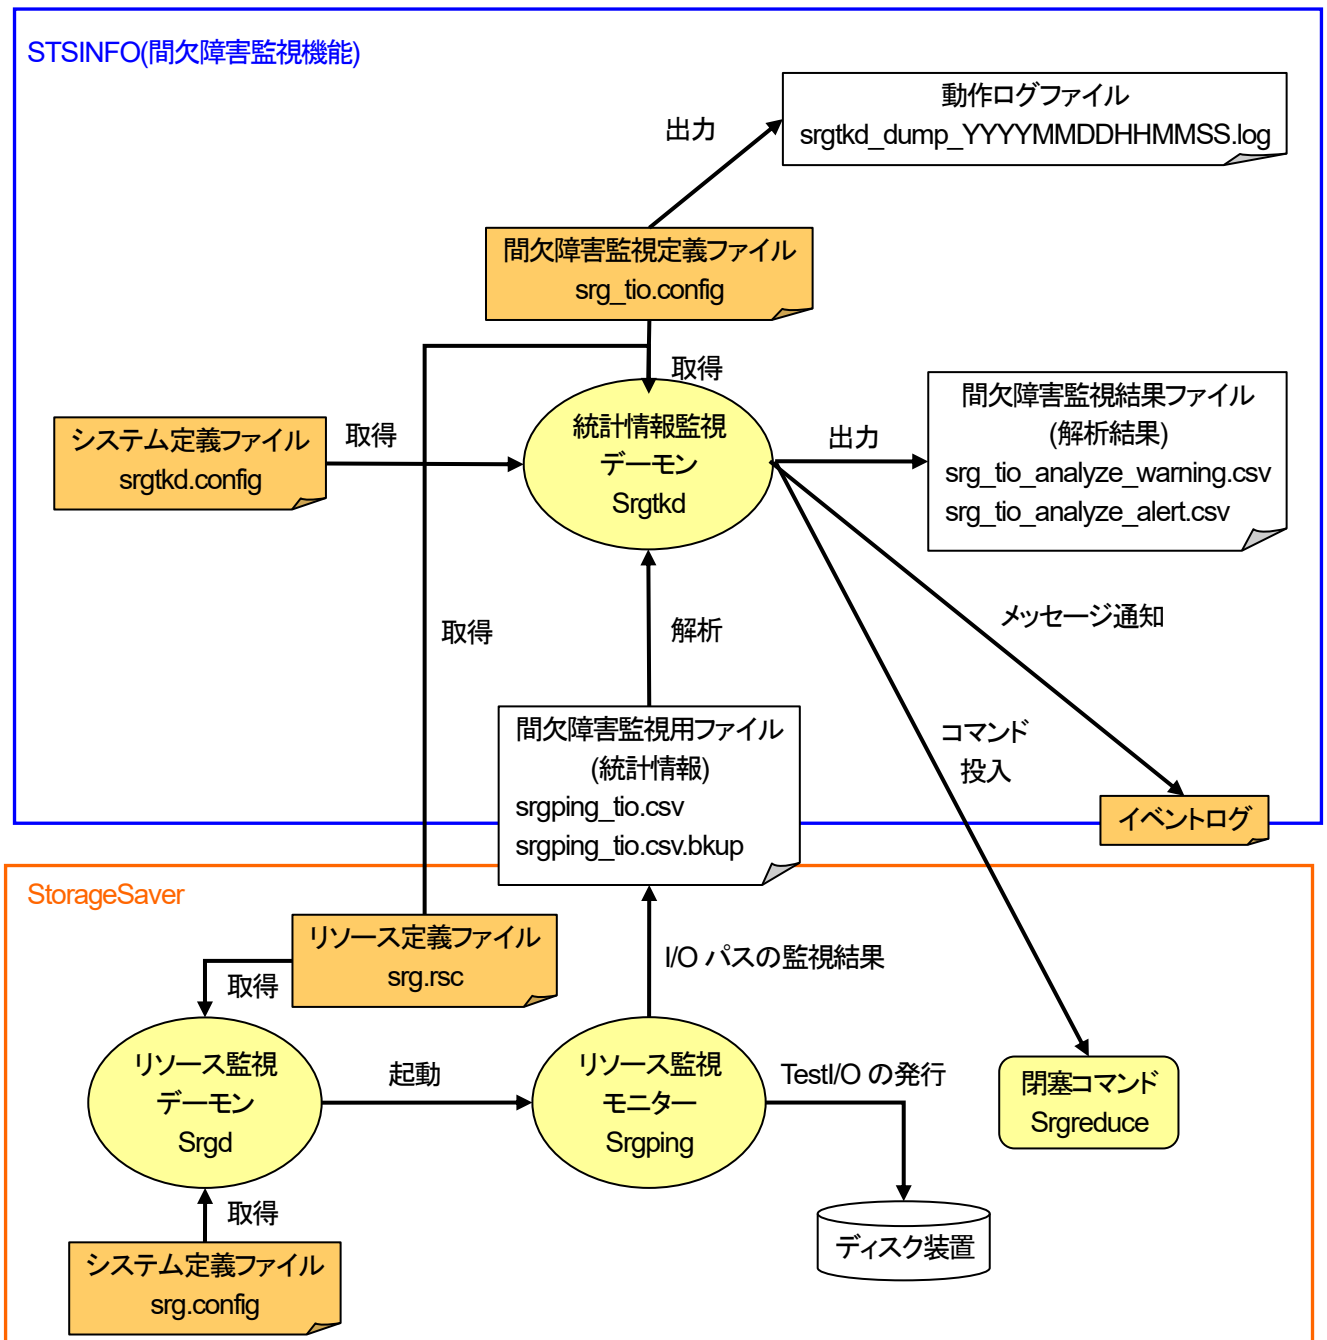 STSINFO(間欠障害監視機能)
動作ログファイル
srgtkd_dump_YYYYMMDDHHMMSS.log
出力
間欠障害監視定義ファイル
srg_tio.config
取得
システム定義ファイル
srgtkd.config
取得
統計情報監視
デーモン
Srgtkd
出力
間欠障害監視結果ファイル
(解析結果)
srg_tio_analyze_warning.csv
srg_tio_analyze_alert.csv
取得
解析
メッセージ通知
コマンド
投入
間欠障害監視用ファイル
(統計情報)
srgping_tio.csv
srgping_tio.csv.bkup
イベントログ
StorageSaver
リソース定義ファイル
srg.rsc
取得
I/O パスの監視結果
リソース監視
デーモン
Srgd
起動
リソース監視
モニター
Srgping
TestI/O の発行
閉塞コマンド
Srgreduce
取得
ディスク装置
システム定義ファイル
srg.config